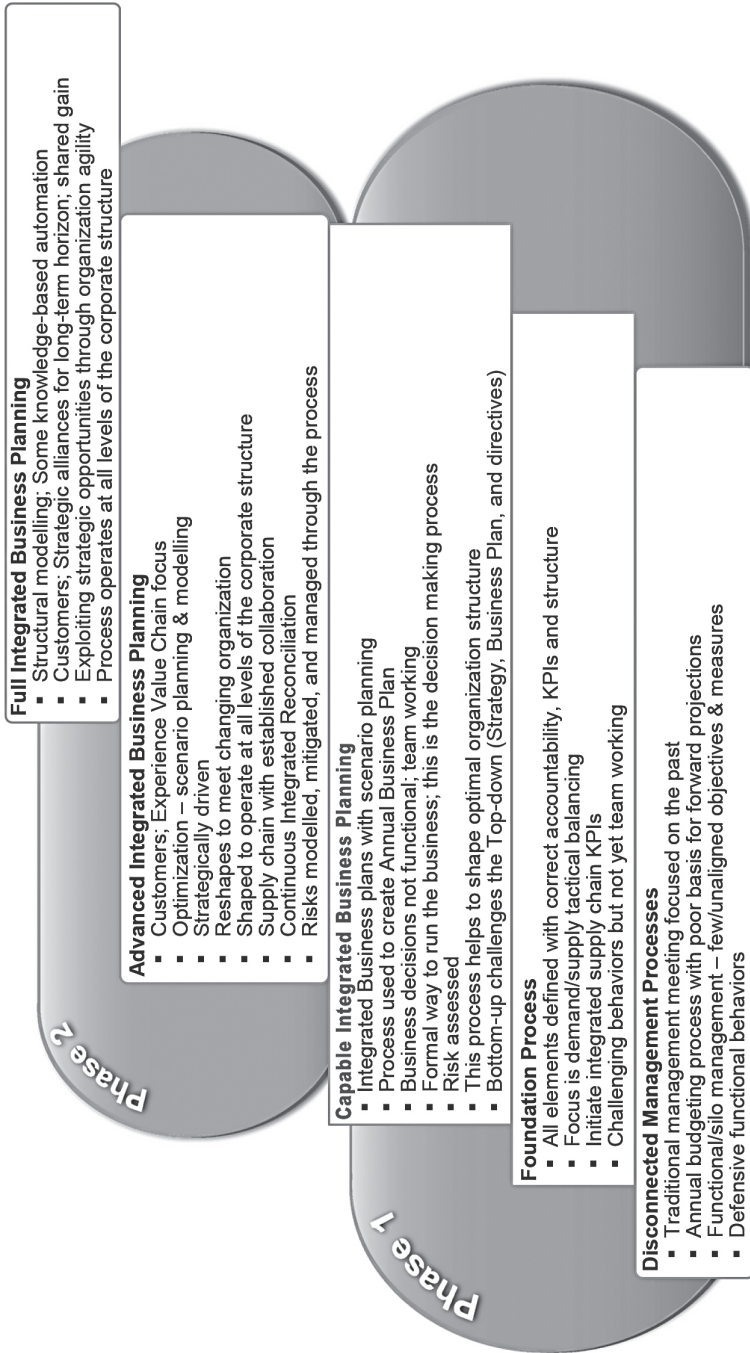 Full Integrated Business Planning
▪ Structural modelling; Some knowledge-based automation
▪ Customers; Strategic alliances for long-term horizon; shared gain
▪ Exploiting strategic opportunities through organization agility
▪ Process operates at all levels of the corporate structure
Phase 2
Advanced Integrated Business Planning
▪ Customers; Experience Value Chain focus
▪ Optimization – scenario planning & modelling
▪ Strategically driven
▪ Reshapes to meet changing organization
▪ Shaped to operate at all levels of the corporate structure
▪ Supply chain with established collaboration
▪ Continuous Integrated Reconciliation
▪ Risks modelled, mitigated, and managed through the process
Capable Integrated Business Planning
▪ Integrated Business plans with scenario planning
▪ Process used to create Annual Business Plan
▪ Business decisions not functional; team working
▪ Formal way to run the business; this is the decision making process
▪ Risk assessed
▪ This process helps to shape optimal organization structure
▪ Bottom-up challenges the Top-down (Strategy, Business Plan, and directives)
Phase 1
Foundation Process
▪ All elements defined with correct accountability, KPIs and structure
▪ Focus is demand/supply tactical balancing
▪ Initiate integrated supply chain KPIs
▪ Challenging behaviors but not yet team working
Disconnected Management Processes
▪ Traditional management meeting focused on the past
▪ Annual budgeting process with poor basis for forward projections
▪ Functional/silo management – few/unaligned objectives & measures
▪ Defensive functional behaviors